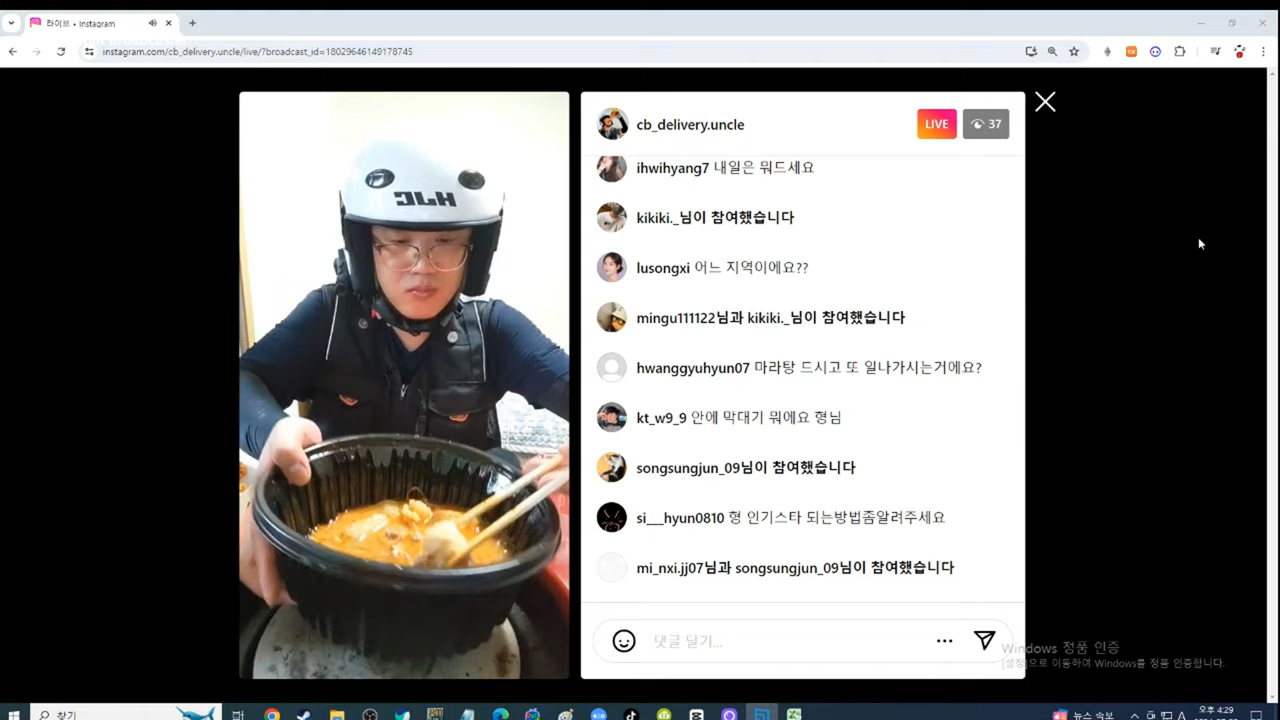 라이브 • Instagram
instagram.com/cb_delivery.uncle/live/?broadcast_id=18029646149178745
cb_delivery.uncle
LIVE
37
ihwihyang7 내일은 뭐드세요
kikiki._님이 참여했습니다
lusongxi 어느 지역이에요??
mingu111122님과 kikiki._님이 참여했습니다
hwanggyuhyun07 마라탕 드시고 또 일나가시는거에요?
kt_w9_9 안에 막대기 뭐에요 형님
songsungjun_09님이 참여했습니다
si___hyun0810 형 인기스타 되는방법좀알려주세요
mi_nxi.jj07님과 songsungjun_09님이 참여했습니다
댓글 달기...
Windows 정품 인증
[설정]으로 이동하여 Windows를 정품 인증합니다.
찾기
뉴스 속보
오후 4:29